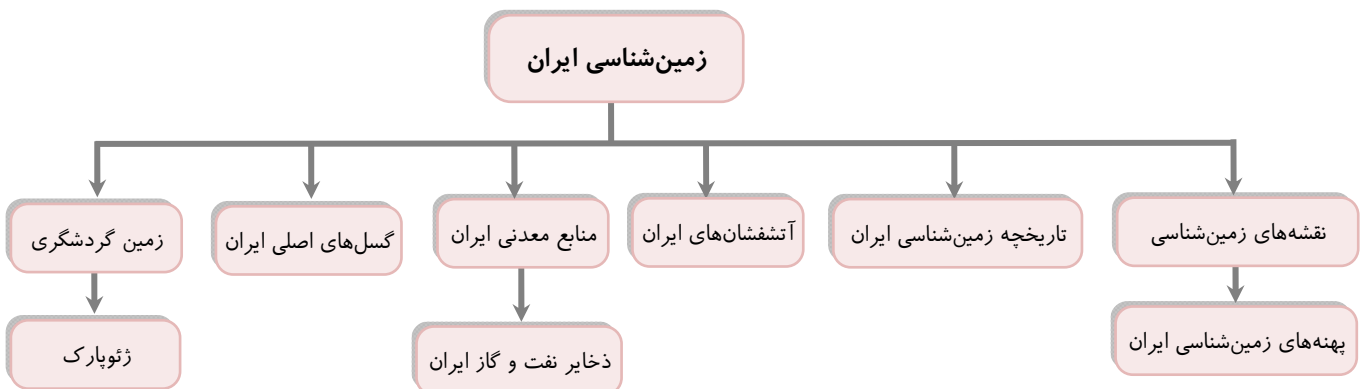 زمین‌شناسی ایران
نقشه‌های زمین‌شناسی
تاریخچه زمین‌شناسی ایران
آتشفشان‌های ایران
منابع معدنی ایران
گسل‌های اصلی ایران
زمین گردشگری
پهنه‌های زمین‌شناسی ایران
ذخایر نفت و گاز ایران
ژئوپارک